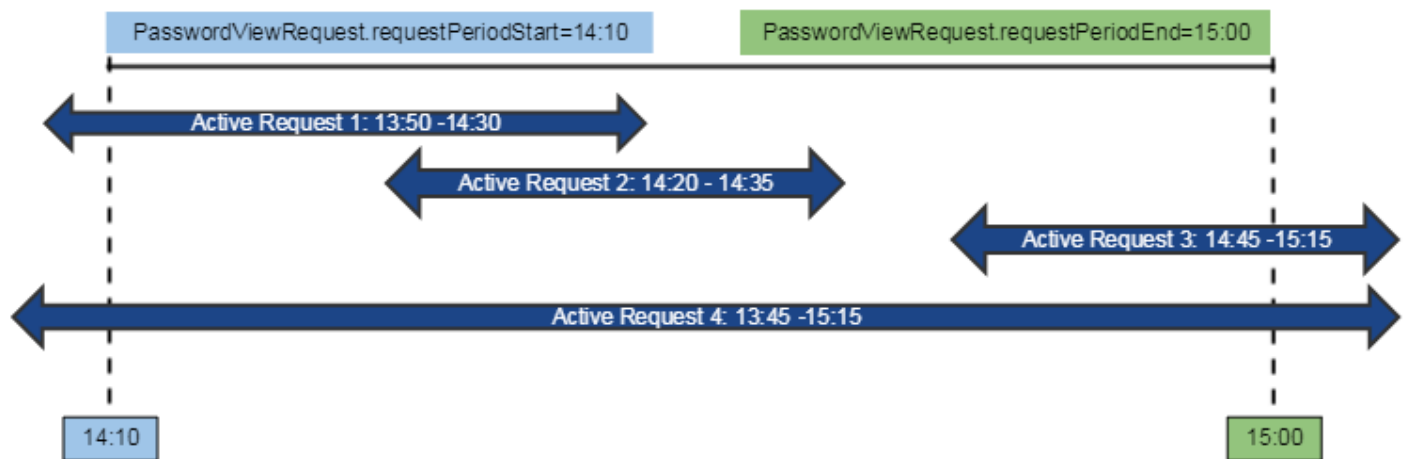 PasswordViewRequest.requestPeriodStart=14:10
PasswordViewRequest.requestPeriodEnd=15:00
Active Request 1: 13:50 -14:30
Active Request 2: 14:20 - 14:35
Active Request 3: 14:45 -15:15
Active Request 4: 13:45 -15:15
14:10
15:00